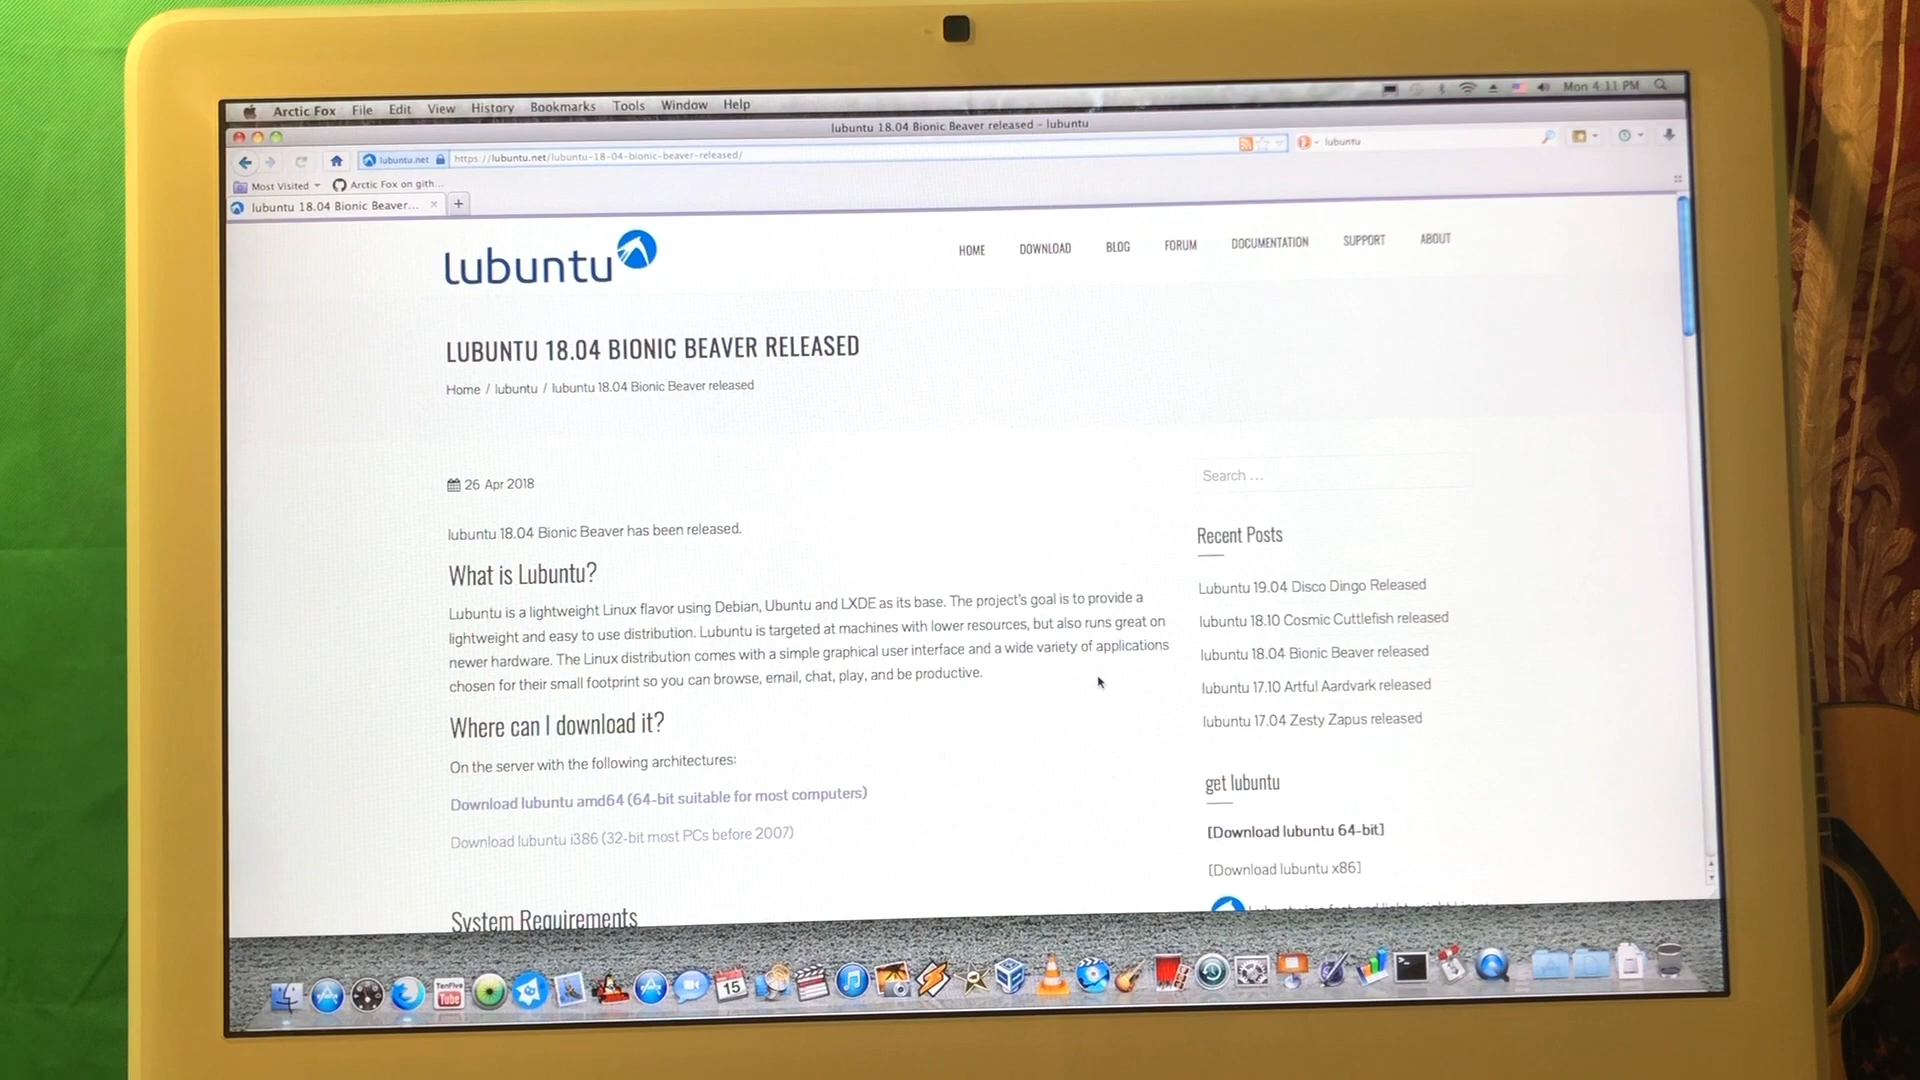 Arctic Fox File Edit View History Bookmarks Tools Window Help Mon 4:11 PM
lubuntu 18.04 Bionic Beaver released - lubuntu
lubuntu.net https://lubuntu.net/lubuntu-18-04-bionic-beaver-released/ lubuntu
Most Visited Arctic Fox on gith...
lubuntu 18.04 Bionic Beaver... × +
lubuntu
HOME DOWNLOAD BLOG FORUM DOCUMENTATION SUPPORT ABOUT
LUBUNTU 18.04 BIONIC BEAVER RELEASED
Home / lubuntu / lubuntu 18.04 Bionic Beaver released
26 Apr 2018
lubuntu 18.04 Bionic Beaver has been released.
What is Lubuntu?
Lubuntu is a lightweight Linux flavor using Debian, Ubuntu and LXDE as its base. The project's goal is to provide a
lightweight and easy to use distribution. Lubuntu is targeted at machines with lower resources, but also runs great on
newer hardware. The Linux distribution comes with a simple graphical user interface and a wide variety of applications
chosen for their small footprint so you can browse, email, chat, play, and be productive.
Where can I download it?
On the server with the following architectures:
Download lubuntu amd64 (64-bit suitable for most computers)
Download lubuntu i386 (32-bit most PCs before 2007)
System Requirements
Search ...
Recent Posts
Lubuntu 19.04 Disco Dingo Released
lubuntu 18.10 Cosmic Cuttlefish released
lubuntu 18.04 Bionic Beaver released
lubuntu 17.10 Artful Aardvark released
lubuntu 17.04 Zesty Zapus released
get lubuntu
[Download lubuntu 64-bit]
[Download lubuntu x86]
TenFive
Tube
15